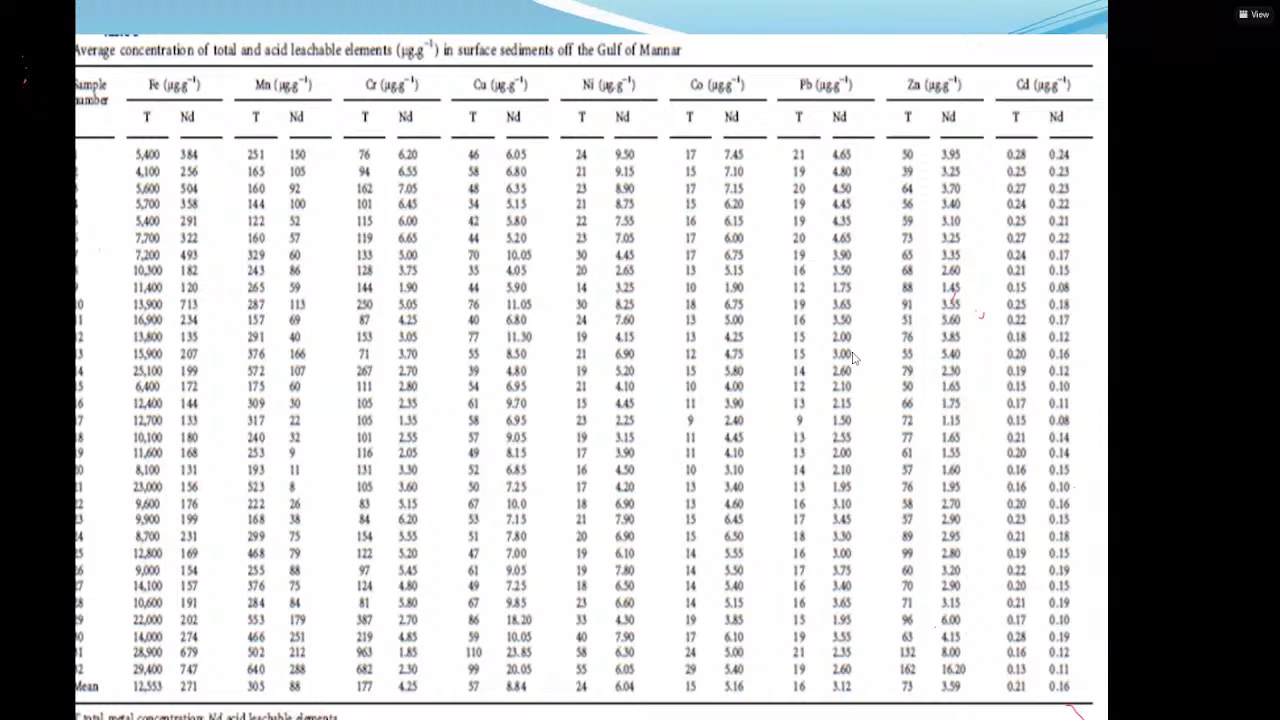 View
Average concentration of total and acid leachable elements (µg.g⁻¹) in surface sediments off the Gulf of Mannar
Sample number Fe (µg.g⁻¹) Mn (µg.g⁻¹) Cr (µg.g⁻¹) Cu (µg.g⁻¹) Ni (µg.g⁻¹) Co (µg.g⁻¹) Pb (µg.g⁻¹) Zn (µg.g⁻¹) Cd (µg.g⁻¹)
T Nd T Nd T Nd T Nd T Nd T Nd T Nd T Nd T Nd
1 5,400 384 251 150 76 6.20 46 6.05 24 9.50 17 7.45 21 4.65 50 3.95 0.28 0.24
2 4,100 256 165 105 94 6.55 58 6.80 21 9.15 15 7.10 19 4.80 39 3.25 0.25 0.23
3 5,600 504 160 92 162 7.05 48 6.35 23 8.90 17 7.15 20 4.50 64 3.70 0.27 0.23
4 5,700 358 144 100 101 6.45 34 5.15 21 8.75 15 6.20 19 4.45 56 3.40 0.24 0.22
5 5,400 291 122 52 115 6.00 42 5.80 22 7.55 16 6.15 19 4.35 59 3.10 0.25 0.21
6 7,700 322 160 57 119 6.65 44 5.20 23 7.05 17 6.00 20 4.65 73 3.25 0.27 0.22
7 7,200 493 329 60 133 5.00 70 10.05 30 4.45 17 6.75 19 3.90 65 3.35 0.24 0.17
8 10,300 182 243 86 128 3.75 35 4.05 20 2.65 13 5.15 16 3.50 68 2.60 0.21 0.15
9 11,400 120 265 59 144 1.90 44 5.90 14 3.25 10 1.90 12 1.75 88 1.45 0.15 0.08
10 13,900 713 287 113 250 5.05 76 11.05 30 8.25 18 6.75 19 3.65 91 3.55 0.25 0.18
11 16,900 234 157 69 87 4.25 40 6.80 24 7.60 13 5.00 16 3.50 51 5.60 0.22 0.17
12 13,800 135 291 40 153 3.05 77 11.30 19 4.15 13 4.25 15 2.00 76 3.85 0.18 0.12
13 15,900 207 376 166 71 3.70 55 8.50 21 6.90 12 4.75 15 3.00 55 5.40 0.20 0.16
14 25,100 199 572 107 267 2.70 39 4.80 19 5.20 15 5.80 14 2.60 79 2.30 0.19 0.12
15 6,400 172 175 60 111 2.80 54 6.95 21 4.10 10 4.00 12 2.10 50 1.65 0.15 0.10
16 12,400 144 309 30 105 2.35 61 9.70 15 4.45 11 3.90 13 2.15 66 1.75 0.17 0.11
17 12,700 133 317 22 105 1.35 58 6.95 23 2.25 9 2.40 9 1.50 72 1.15 0.15 0.08
18 10,100 180 240 32 101 2.55 57 9.05 19 3.15 11 4.45 13 2.55 77 1.65 0.21 0.14
19 11,600 168 253 9 116 2.05 49 8.15 17 3.90 11 4.10 13 2.00 61 1.55 0.20 0.14
20 8,100 131 193 11 131 3.30 52 6.85 16 4.50 10 3.10 14 2.10 57 1.60 0.16 0.15
21 23,000 156 523 8 105 3.60 50 7.25 17 4.20 13 3.40 13 1.95 76 1.95 0.16 0.10
22 9,600 176 222 26 83 5.15 67 10.0 18 6.90 13 4.60 16 3.10 58 2.70 0.20 0.16
23 9,900 199 168 38 84 6.20 53 7.15 21 7.90 15 6.45 17 3.45 57 2.90 0.23 0.15
24 8,700 231 299 75 154 5.55 51 7.80 20 6.90 15 6.50 18 3.30 89 2.95 0.21 0.18
25 12,800 169 468 79 122 5.20 47 7.00 19 6.10 14 5.55 16 3.00 99 2.80 0.19 0.15
26 9,000 154 255 88 97 5.45 61 9.05 19 7.80 14 5.50 17 3.75 60 3.20 0.22 0.19
27 14,100 157 376 75 124 4.80 49 7.25 18 6.50 14 5.40 16 3.40 70 2.90 0.20 0.15
28 10,600 191 284 84 81 5.80 67 9.85 23 6.60 14 5.15 16 3.65 71 3.15 0.21 0.19
29 22,000 202 553 179 387 2.70 86 18.20 33 4.30 19 3.85 15 1.95 96 6.00 0.17 0.10
30 14,000 274 466 251 219 4.85 59 10.05 40 7.90 17 6.10 19 3.55 63 4.15 0.28 0.19
31 28,900 679 502 212 963 1.85 110 23.85 58 6.30 24 5.00 21 2.35 132 8.00 0.16 0.12
32 29,400 747 640 288 682 2.30 99 20.05 55 6.05 29 5.40 19 2.60 162 16.20 0.13 0.11
Mean 12,553 271 305 88 177 4.25 57 8.84 24 6.04 15 5.16 16 3.12 73 3.59 0.21 0.16
T total metal concentration; Nd acid leachable elements